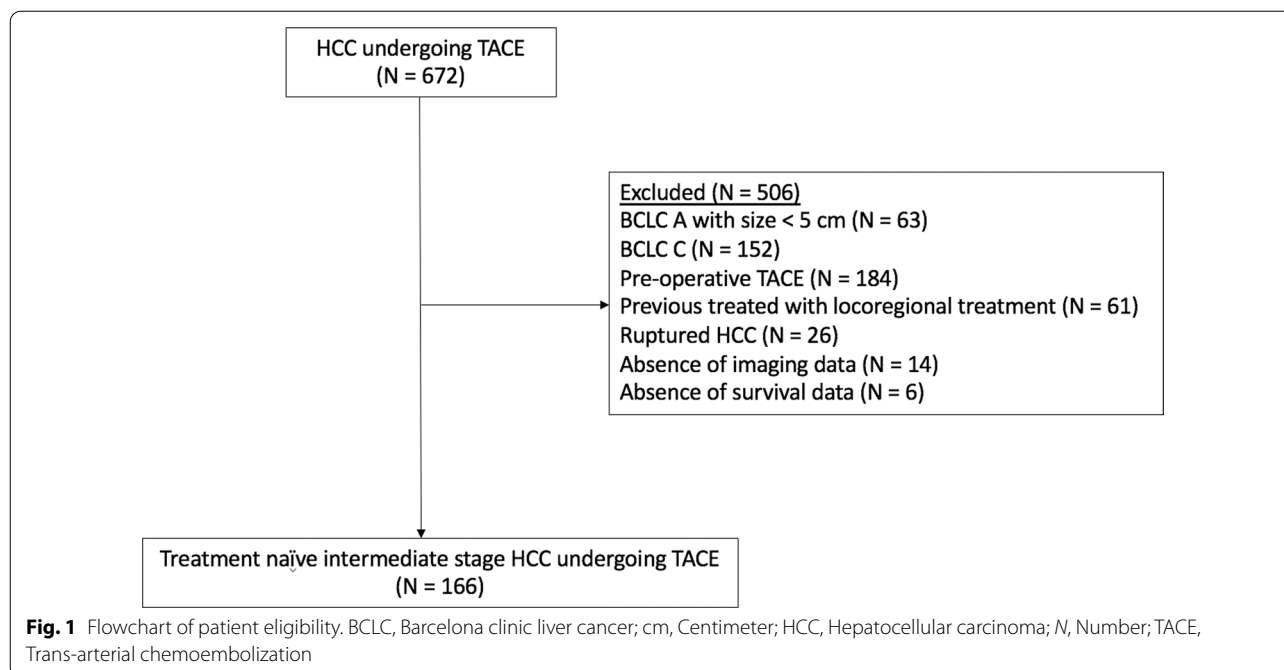 HCC undergoing TACE
(N = 672)
Excluded (N = 506)
BCLC A with size < 5 cm (N = 63)
BCLC C (N = 152)
Pre-operative TACE (N = 184)
Previous treated with locoregional treatment (N = 61)
Ruptured HCC (N = 26)
Absence of imaging data (N = 14)
Absence of survival data (N = 6)
Treatment naïve intermediate stage HCC undergoing TACE
(N = 166)
Fig. 1 Flowchart of patient eligibility. BCLC, Barcelona clinic liver cancer; cm, Centimeter; HCC, Hepatocellular carcinoma; N, Number; TACE,
Trans-arterial chemoembolization